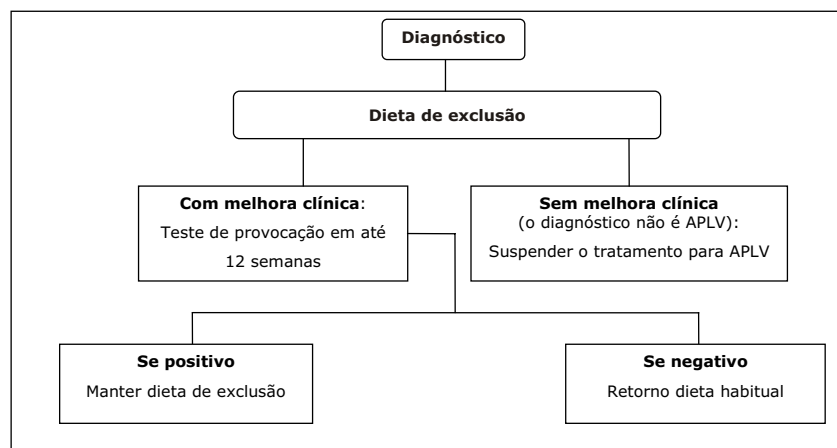 Diagnóstico
Dieta de exclusão
Com melhora clínica:
Teste de provocação em até
12 semanas
Sem melhora clínica
(o diagnóstico não é APLV):
Suspender o tratamento para APLV
Se positivo
Manter dieta de exclusão
Se negativo
Retorno dieta habitual